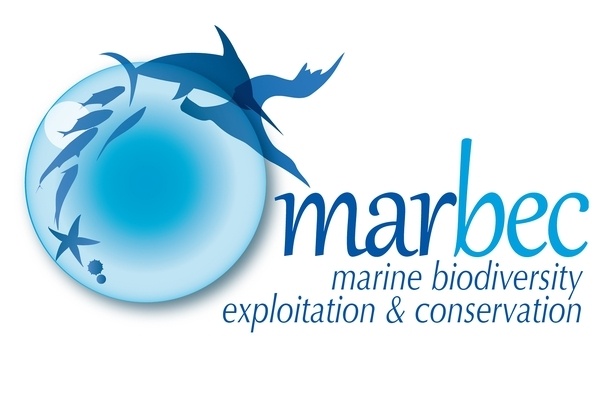 marbec
marine biodiversity
exploitation & conservation